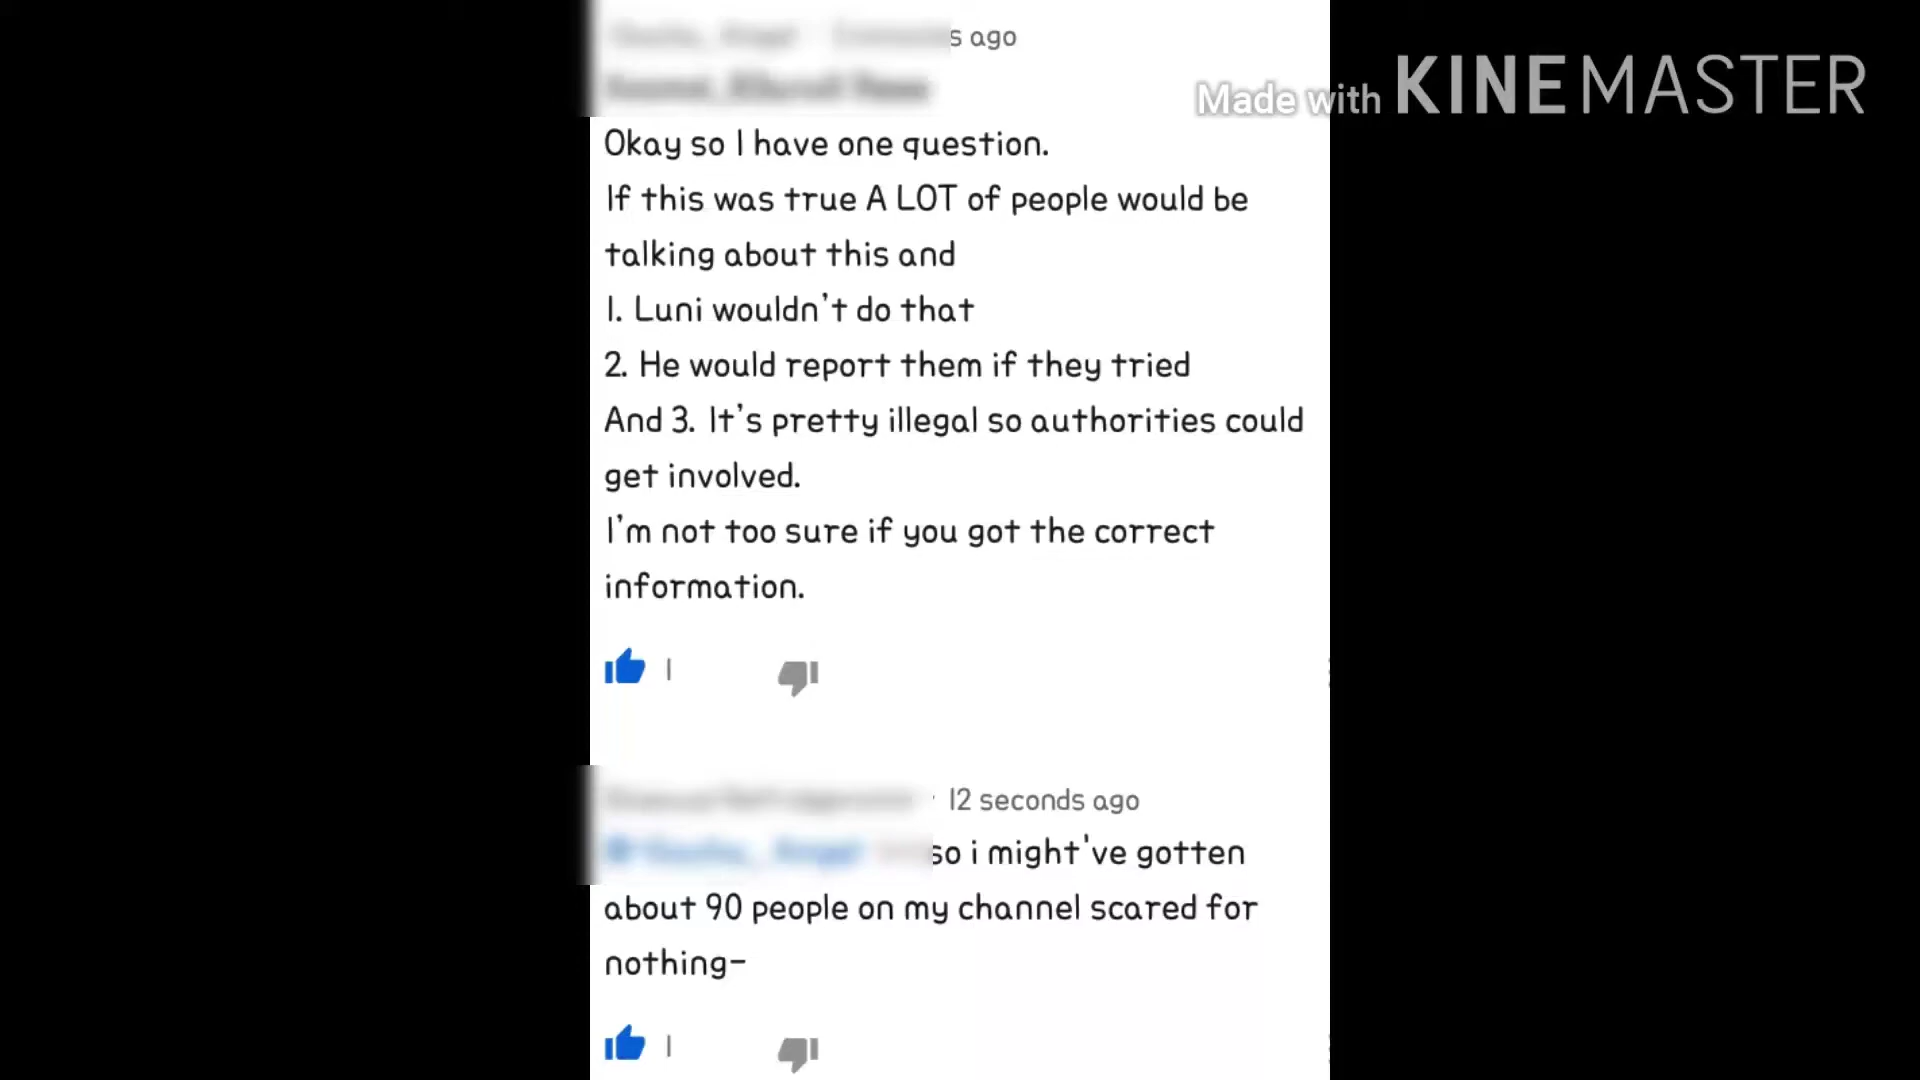 s ago
Made with KINEMASTER
Okay so I have one question.
If this was true A LOT of people would be
talking about this and
1. Luni wouldn't do that
2. He would report them if they tried
And 3. It's pretty illegal so authorities could
get involved.
I'm not too sure if you got the correct
information.
1
· 12 seconds ago
so i might've gotten
about 90 people on my channel scared for
nothing-
1